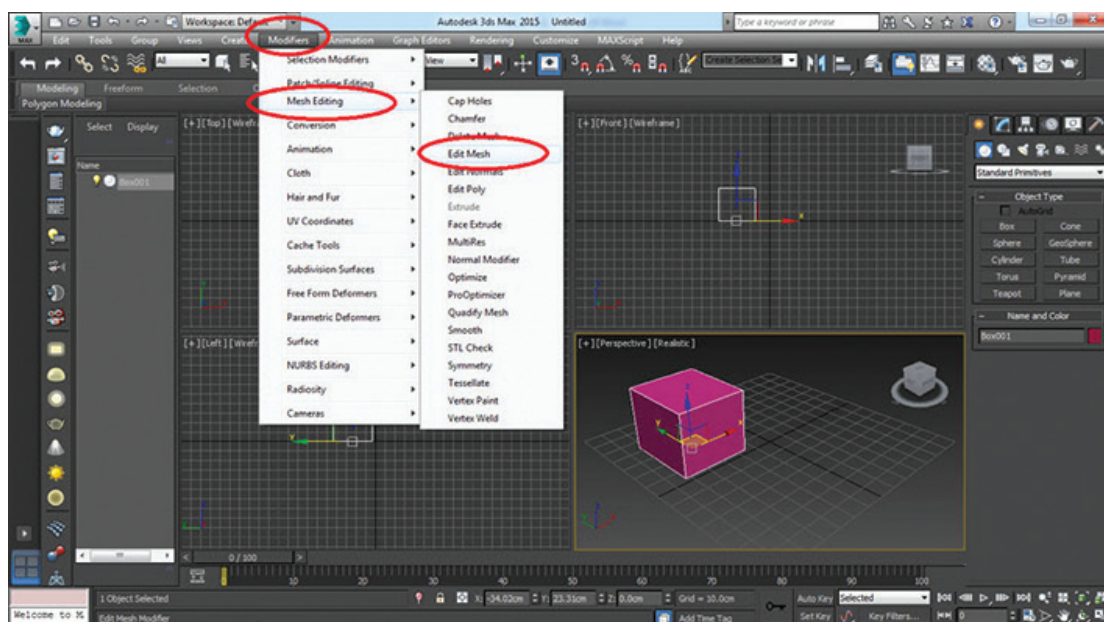 Workspace: Default
Autodesk 3ds Max 2015 Untitled
Type a keyword or phrase
MAX
Edit Tools Group Views Create Modifiers Animation Graph Editors Rendering Customize MAXScript Help
All
View
Create Selection Se
Modeling Freeform Selection
Polygon Modeling
Select Display
Name
Box001
[+][Top][Wirefr
[+][Front][Wireframe]
[+][Left][Wirefr
[+][Perspective][Realistic]
Selection Modifiers
Patch/Spline Editing
Mesh Editing
Conversion
Animation
Cloth
Hair and Fur
UV Coordinates
Cache Tools
Subdivision Surfaces
Free Form Deformers
Parametric Deformers
Surface
NURBS Editing
Radiosity
Cameras
Cap Holes
Chamfer
Delete Mesh
Edit Mesh
Edit Normals
Edit Poly
Extrude
Face Extrude
MultiRes
Normal Modifier
Optimize
ProOptimizer
Quadify Mesh
Smooth
STL Check
Symmetry
Tessellate
Vertex Paint
Vertex Weld
Standard Primitives
Object Type
AutoGrid
Box Cone
Sphere GeoSphere
Cylinder Tube
Torus Pyramid
Teapot Plane
Name and Color
Box001
0 / 100
10 20 30 40 50 60 70 80 90 100
1 Object Selected
X: -34.02cm Y: 23.31cm Z: 0.0cm Grid = 10.0cm
Auto Key Selected
Welcome to M
Edit Mesh Modifier
Add Time Tag
Set Key Key Filters...
0